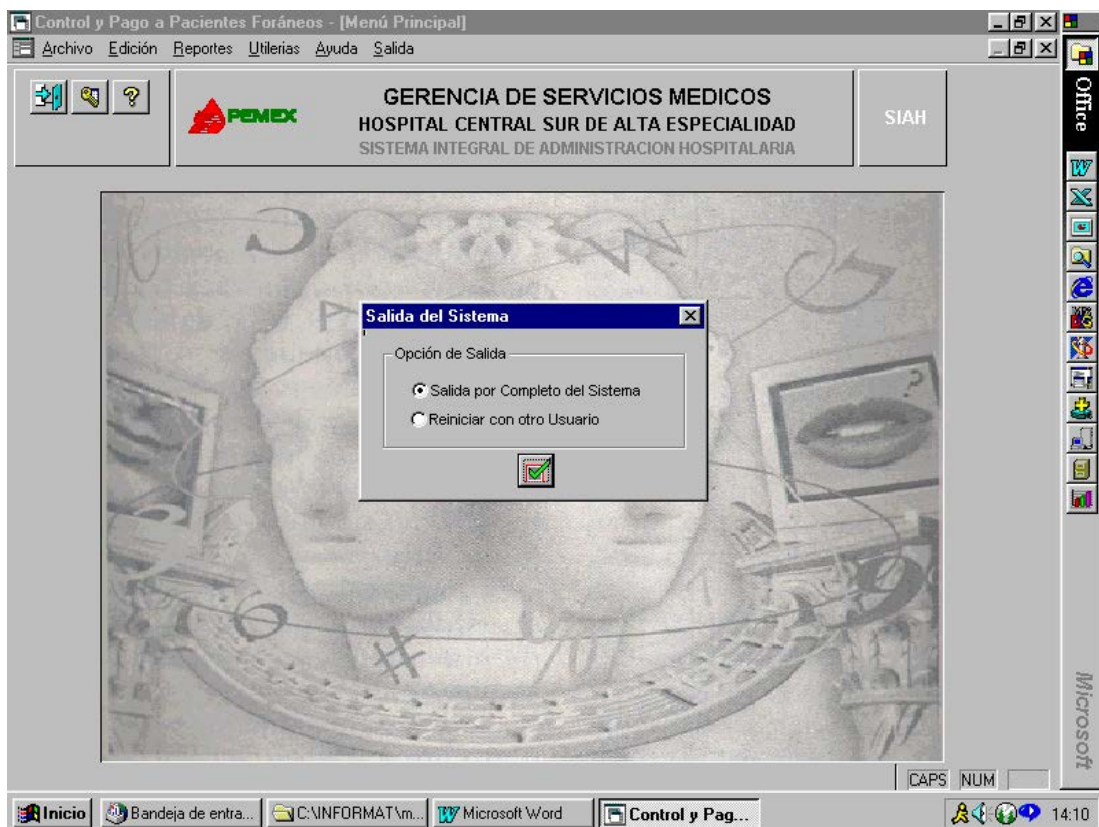 Control y Pago a Pacientes Foráneos - [Menú Principal]
Archivo Edición Reportes Utilerias Ayuda Salida
PEMEX
GERENCIA DE SERVICIOS MEDICOS
HOSPITAL CENTRAL SUR DE ALTA ESPECIALIDAD
SISTEMA INTEGRAL DE ADMINISTRACION HOSPITALARIA
SIAH
Office
Salida del Sistema
Opción de Salida
Salida por Completo del Sistema
Reiniciar con otro Usuario
Microsoft
CAPS NUM
Inicio
Bandeja de entra...
C:\INFORMAT\m...
Microsoft Word
Control y Pag...
14:10